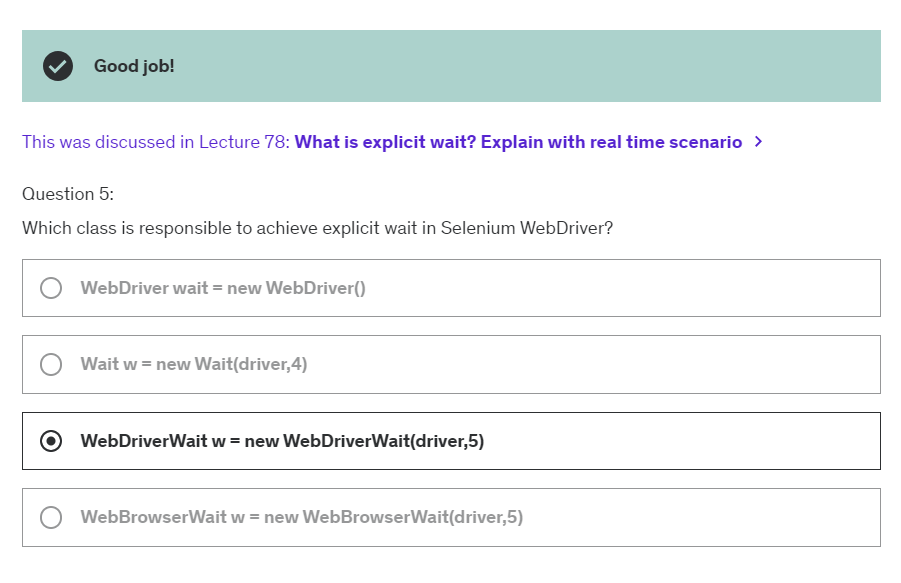 Good job!
This was discussed in Lecture 78: What is explicit wait? Explain with real time scenario >
Question 5:
Which class is responsible to achieve explicit wait in Selenium WebDriver?
WebDriver wait = new WebDriver()
Wait w = new Wait(driver,4)
WebDriverWait w = new WebDriverWait(driver,5)
WebBrowserWait w = new WebBrowserWait(driver,5)